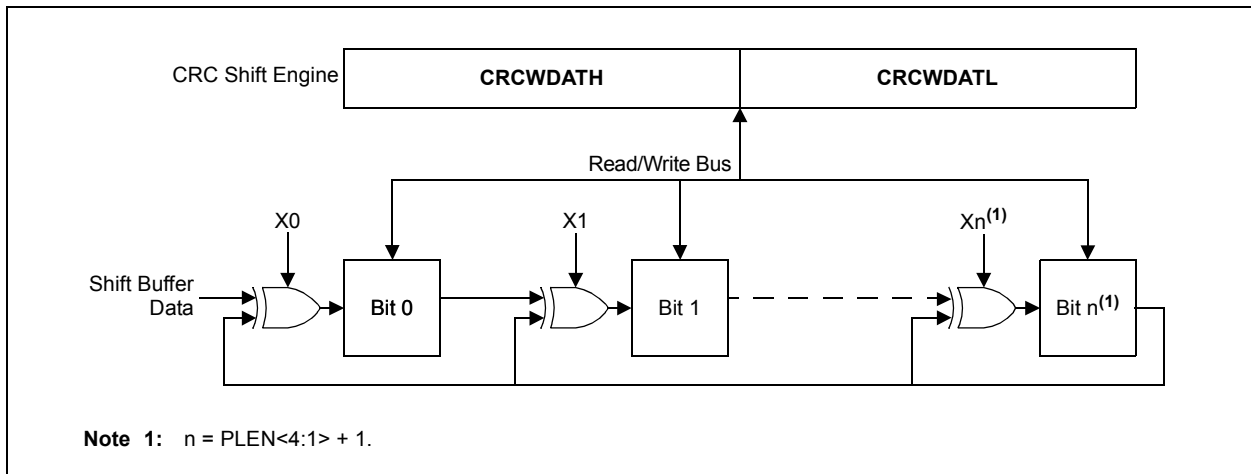 CRC Shift Engine CRCWDATH CRCWDATL
Read/Write Bus
X0 X1 Xn(1)
Shift Buffer
Data
Bit 0 Bit 1 Bit n(1)
Note 1: n = PLEN<4:1> + 1.